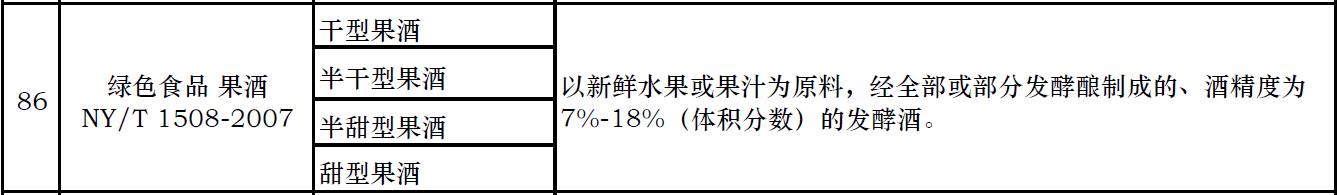 86
绿色食品 果酒
NY/T 1508-2007
干型果酒
半干型果酒
半甜型果酒
甜型果酒
以新鲜水果或果汁为原料，经全部或部分发酵酿制成的、酒精度为
7%-18%（体积分数）的发酵酒。